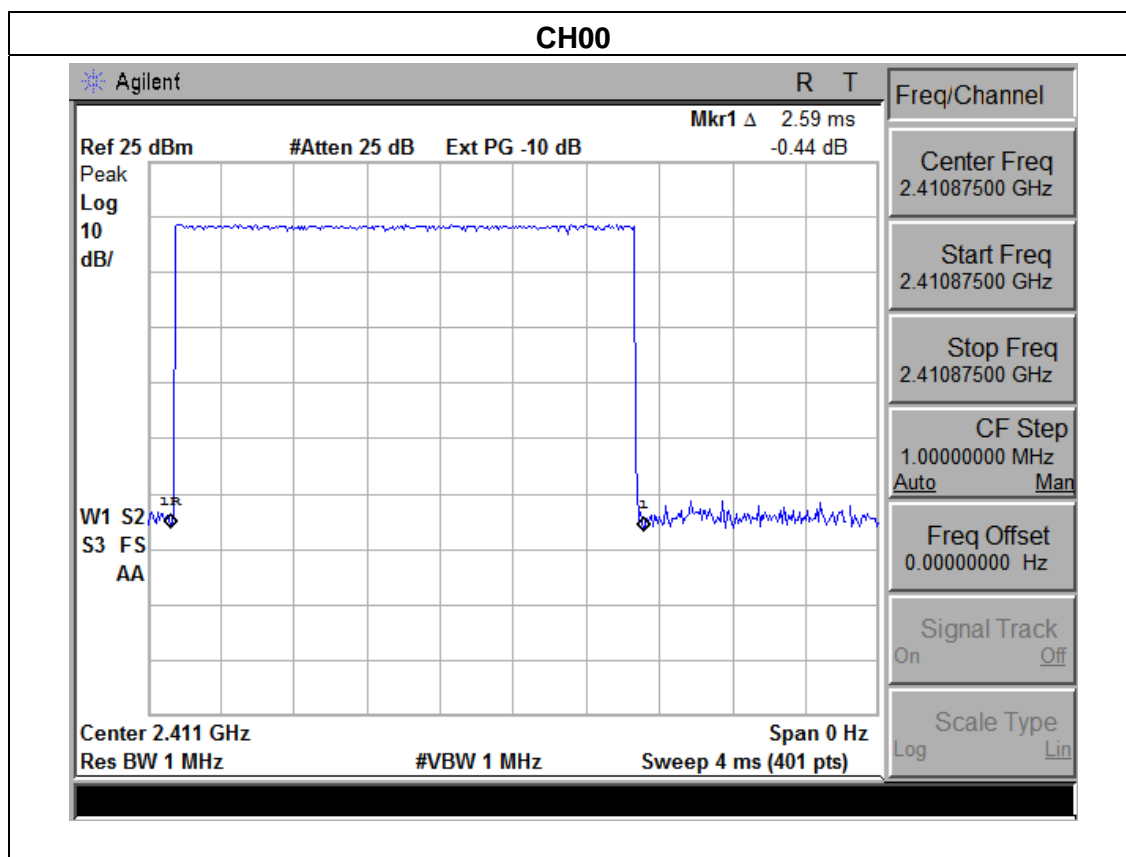 CH00
Agilent R T
Mkr1 Δ 2.59 ms
Ref 25 dBm #Atten 25 dB Ext PG -10 dB -0.44 dB
Peak
Log
10
dB/
1R
1
W1 S2
S3 FS
AA
Center 2.411 GHz Span 0 Hz
Res BW 1 MHz #VBW 1 MHz Sweep 4 ms (401 pts)
Freq/Channel
Center Freq
2.41087500 GHz
Start Freq
2.41087500 GHz
Stop Freq
2.41087500 GHz
CF Step
1.00000000 MHz
Auto Man
Freq Offset
0.00000000 Hz
Signal Track
On Off
Scale Type
Log Lin